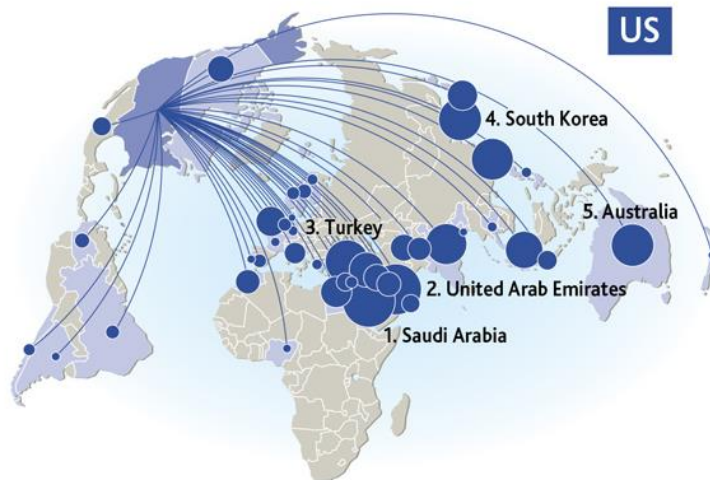 US
4. South Korea
5. Australia
3. Turkey
2. United Arab Emirates
1. Saudi Arabia